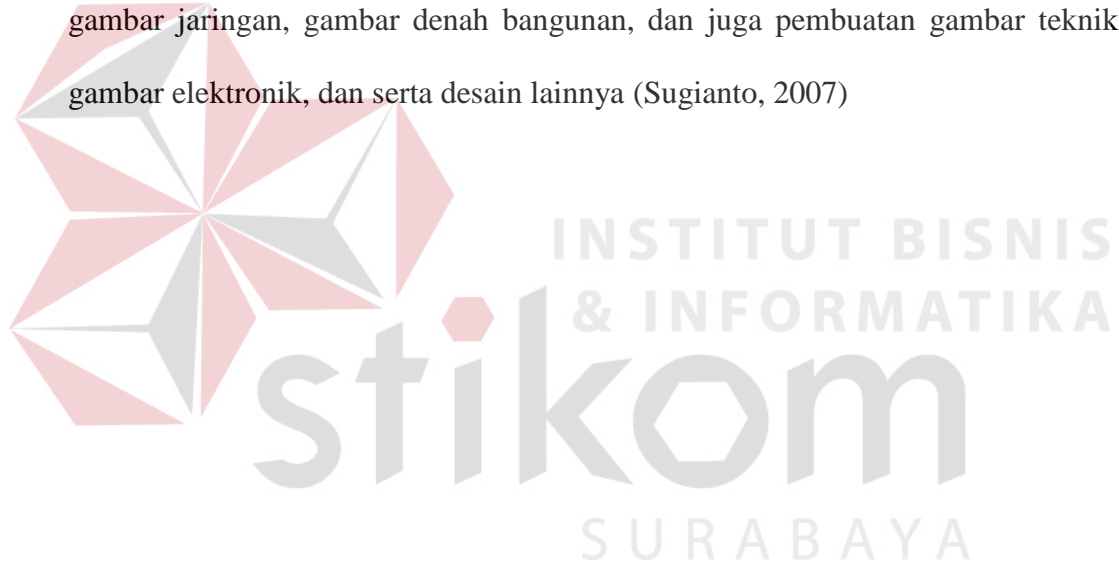 gambar jaringan, gambar denah bangunan, dan juga pembuatan gambar teknik
gambar elektronik, dan serta desain lainnya (Sugianto, 2007)
INSTITUT BISNIS
& INFORMATIKA
stikom
SURABAYA